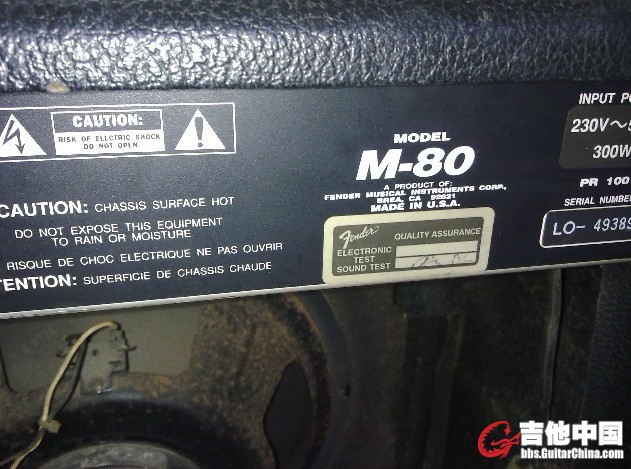 CAUTION:
RISK OF ELECTRIC SHOCK
DO NOT OPEN
CAUTION: CHASSIS SURFACE HOT
DO NOT EXPOSE THIS EQUIPMENT
TO RAIN OR MOISTURE
RISQUE DE CHOC ELECTRIQUE NE PAS OUVRIR
TENTION: SUPERFICIE DE CHASSIS CHAUDE
MODEL
M-80
A PRODUCT OF:
FENDER MUSICAL INSTRUMENTS CORP.
BREA, CA 92621
MADE IN U.S.A.
Fender QUALITY ASSURANCE
ELECTRONIC
TEST
SOUND TEST
INPUT PO
230V～5
300W
PR 100
SERIAL NUMBE
LO- 49389
吉他中国
bbs.GuitarChina.com